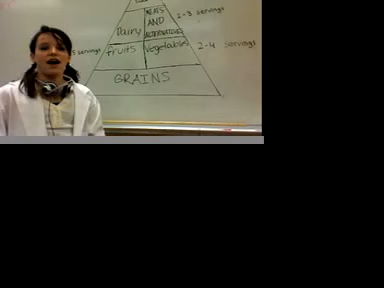 MEATS
AND
ALTERNATIVES
2-3 servings
Dairy
5 servings
fruits
Vegetables
2-4 servings
GRAINS